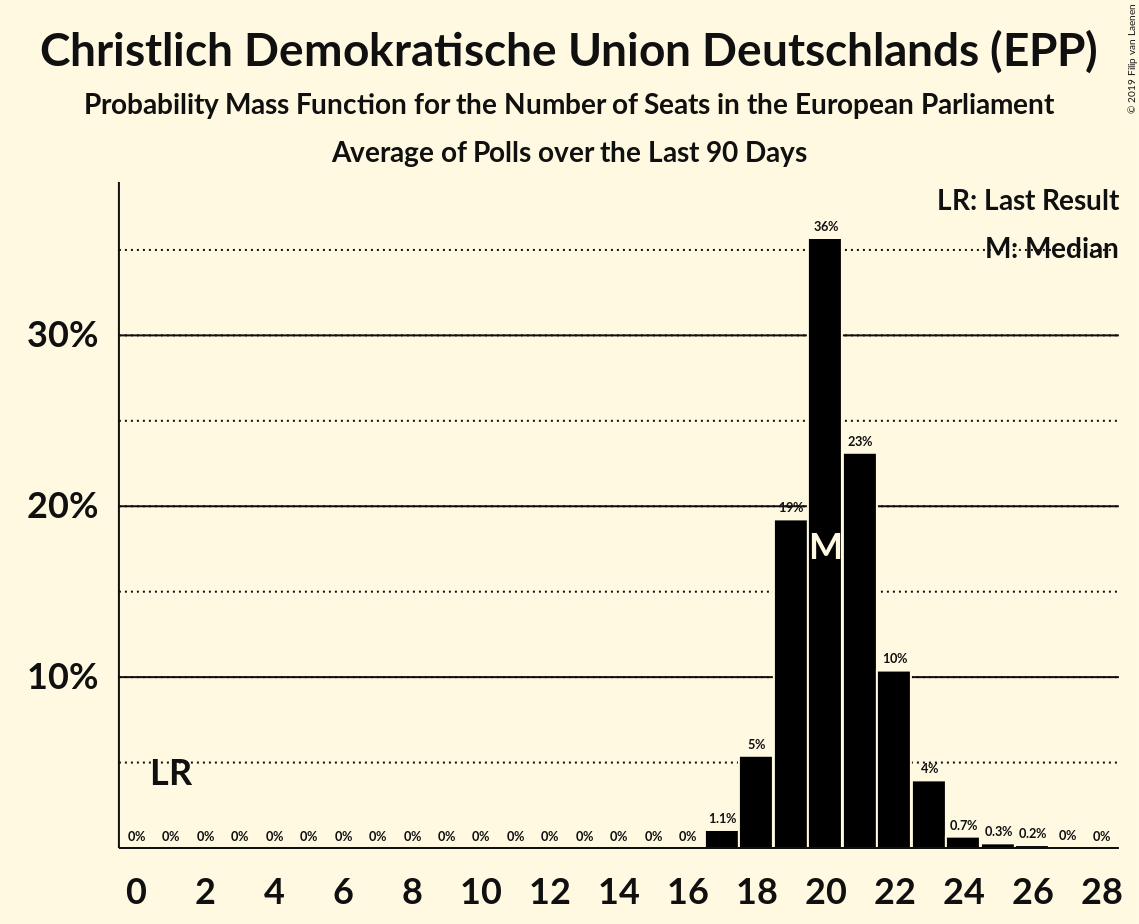 Christlich Demokratische Union Deutschlands (EPP)
Probability Mass Function for the Number of Seats in the European Parliament
Average of Polls over the Last 90 Days
© 2019 Filip van Laenen
LR: Last Result
M: Median
36%
30%
23%
20%
19%
M
10%
10%
5%
4%
LR
1.1%
0.7%
0.3%
0.2%
0% 0% 0% 0% 0% 0% 0% 0% 0% 0% 0% 0% 0% 0% 0% 0% 0% 0% 0%
0 2 4 6 8 10 12 14 16 18 20 22 24 26 28